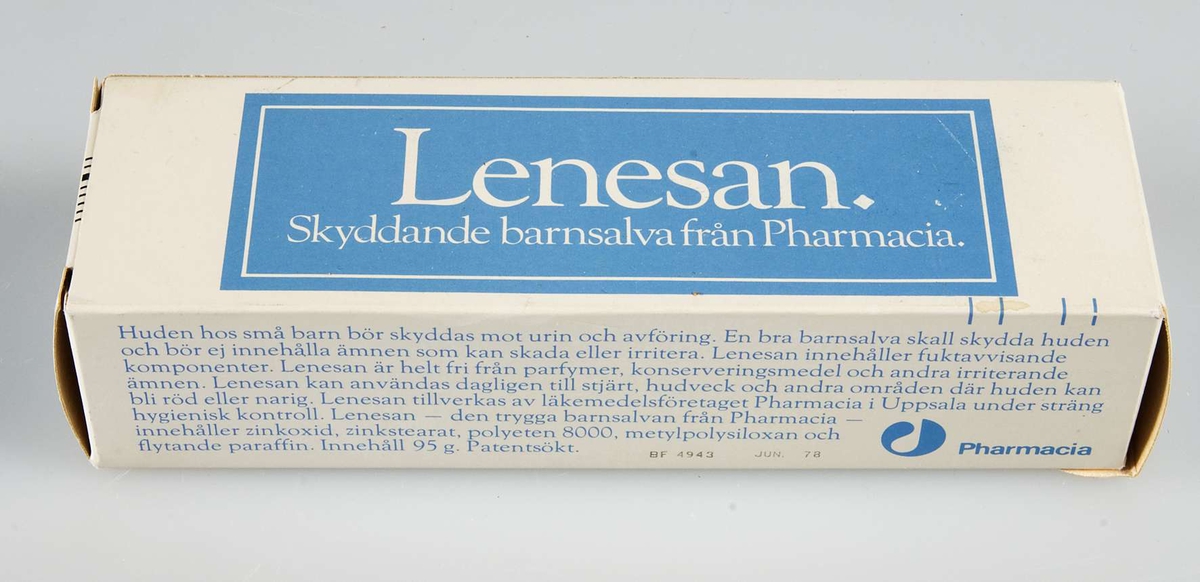 Lenesan.
Skyddande barnsalva från Pharmacia.
Huden hos små barn bör skyddas mot urin och avföring. En bra barnsalva skall skydda huden
och bör ej innehålla ämnen som kan skada eller irritera. Lenesan innehåller fuktavvisande
komponenter. Lenesan är helt fri från parfymer, konserveringsmedel och andra irriterande
ämnen. Lenesan kan användas dagligen till stjärt, hudveck och andra områden där huden kan
bli röd eller narig. Lenesan tillverkas av läkemedelsföretaget Pharmacia i Uppsala under sträng
hygienisk kontroll. Lenesan — den trygga barnsalvan från Pharmacia —
innehåller zinkoxid, zinkstearat, polyeten 8000, metylpolysiloxan och
flytande paraffin. Innehåll 95 g. Patentsökt.
BF 4943 JUN. 78
Pharmacia